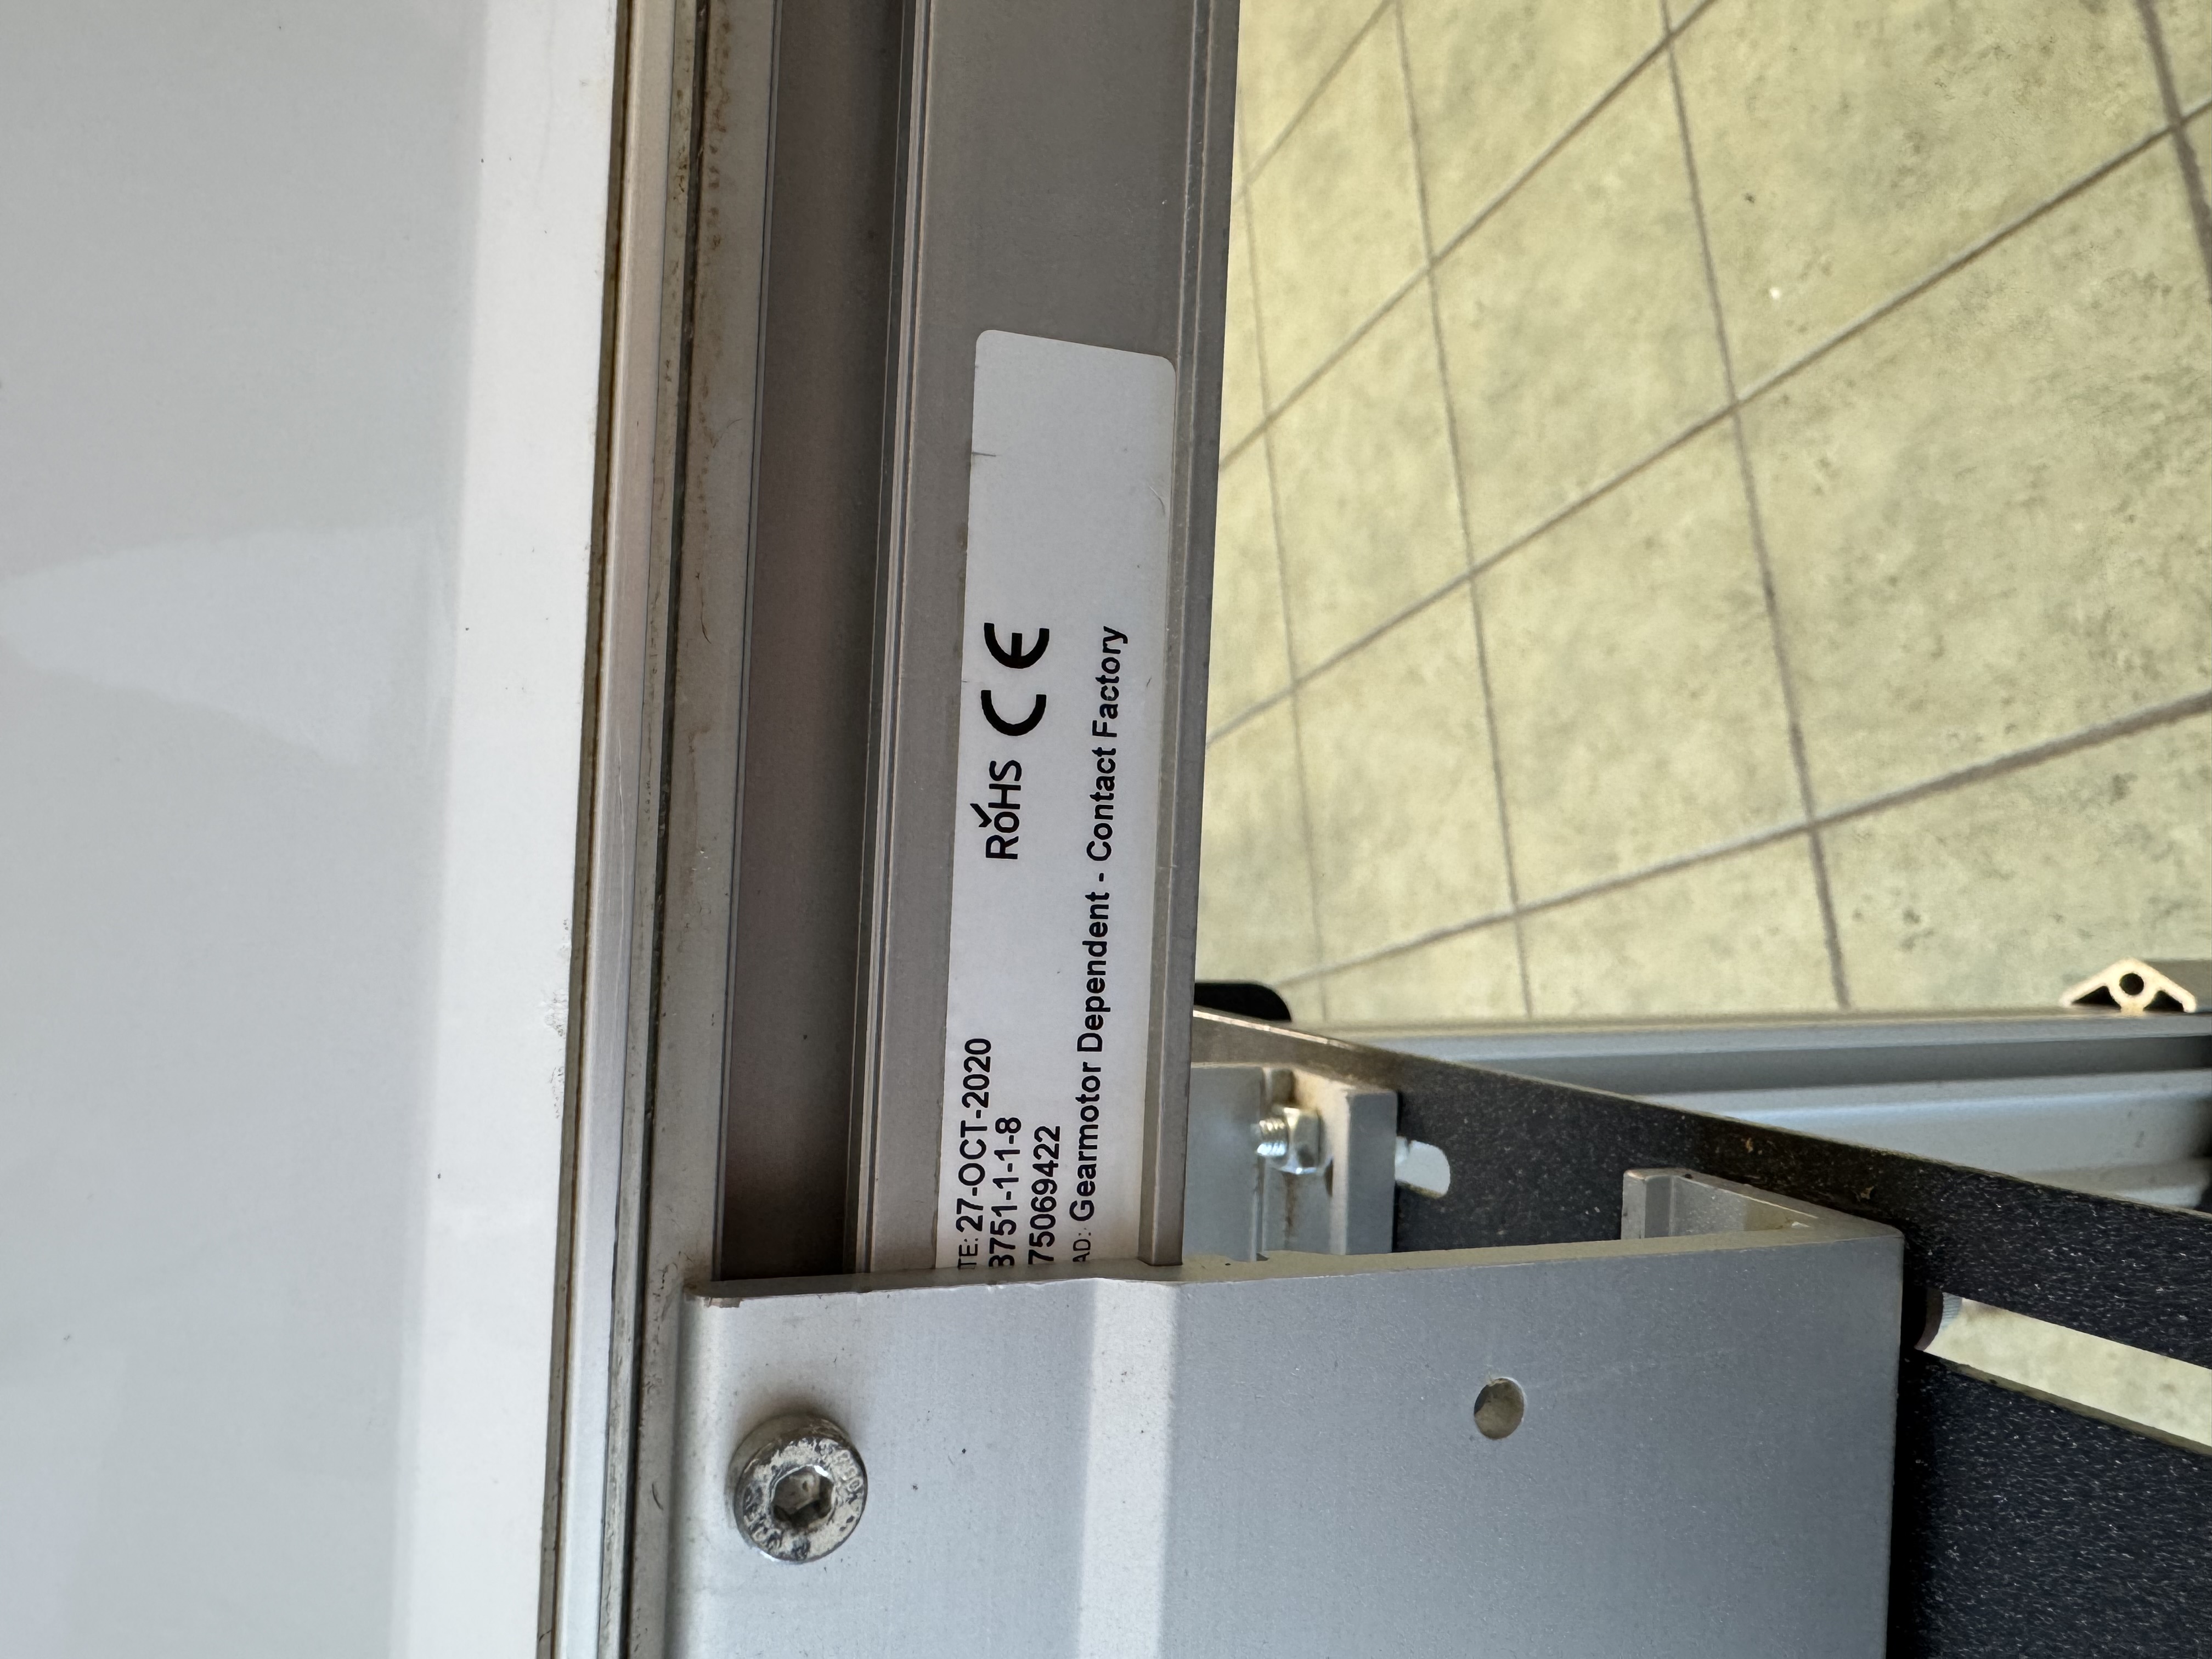 TE: 27-OCT-2020
3751-1-1-8
RoHS CE
75069422
AD: Gearmotor Dependent - Contact Factory